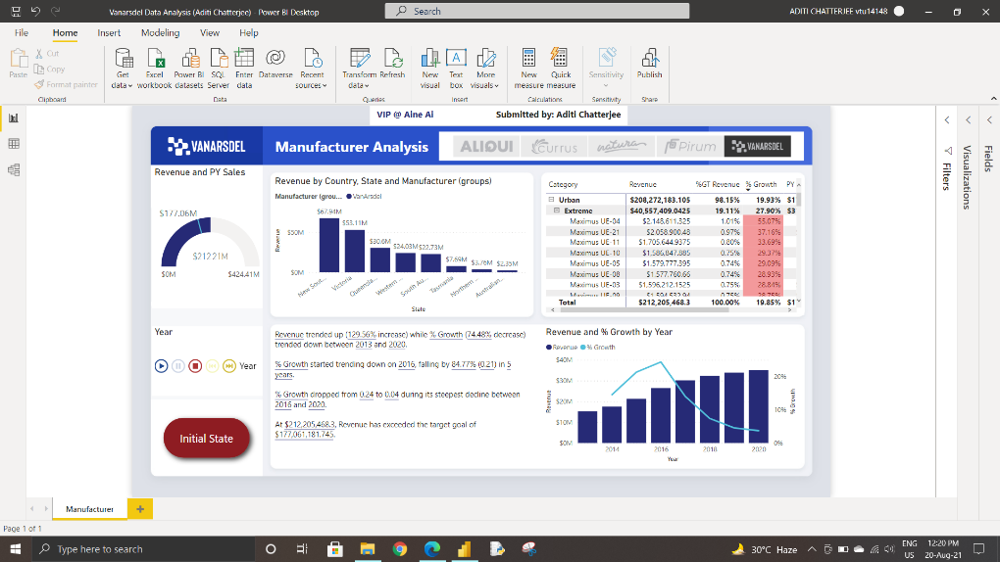 Vanarsdel Data Analysis (Aditi Chatterjee) - Power BI Desktop
Search
ADITI CHATTERJEE vtu14148
File Home Insert Modeling View Help
Paste
Cut
Copy
Format painter
Get data
Excel workbook
Power BI datasets
SQL Server
Enter data
Dataverse
Recent sources
Transform data
Refresh
New visual
Text box
More visuals
New measure
Quick measure
Sensitivity
Publish
Clipboard
Data
Queries
Insert
Calculations
Sensitivity
Share
VIP @ Aine Ai
Submitted by: Aditi Chatterjee
VANARSDEL
Manufacturer Analysis
ALIQUI
Currus
natura
Pirum
VANARSDEL
Filters
Visualizations
Fields
Revenue and PY Sales
$177.06M
$212.21M
$0M
$424.41M
Revenue by Country, State and Manufacturer (groups)
Manufacturer (grou... VanArsdel
Revenue
$50M
$0M
$67.94M
$53.11M
$30.6M
$24.03M
$22.73M
$7.69M
$3.76M
$2.35M
New Sout...
Victoria
Queensla...
Western ...
South Au...
Tasmania
Northern ...
Australian...
State
Category Revenue %GT Revenue % Growth PY
Urban $208,272,183.105 98.15% 19.93% $1
Extreme $40,557,409.0425 19.11% 27.90% $3
Maximus UE-04 $2,148,611.325 1.01% 55.07%
Maximus UE-21 $2,058,900.48 0.97% 37.16%
Maximus UE-11 $1,705,644.9375 0.80% 33.69%
Maximus UE-10 $1,586,847.885 0.75% 29.37%
Maximus UE-05 $1,579,777.395 0.74% 29.09%
Maximus UE-08 $1,577,760.66 0.74% 28.93%
Maximus UE-03 $1,596,212.1525 0.75% 28.84%
Total $212,205,468.3 100.00% 19.85% $1
Year
Year
Initial State
Revenue trended up (129.56% increase) while % Growth (74.48% decrease)
trended down between 2013 and 2020.
% Growth started trending down on 2016, falling by 84.77% (0.21) in 5
years.
% Growth dropped from 0.24 to 0.04 during its steepest decline between
2016 and 2020.
At $212,205,468.3, Revenue has exceeded the target goal of
$177,061,181.745.
Revenue and % Growth by Year
Revenue % Growth
$40M
$30M
$20M
$10M
$0M
Revenue
20%
10%
0%
% Growth
2014 2016 2018 2020
Year
Manufacturer
Page 1 of 1
Type here to search
30°C Haze
ENG
US
12:20 PM
20-Aug-21